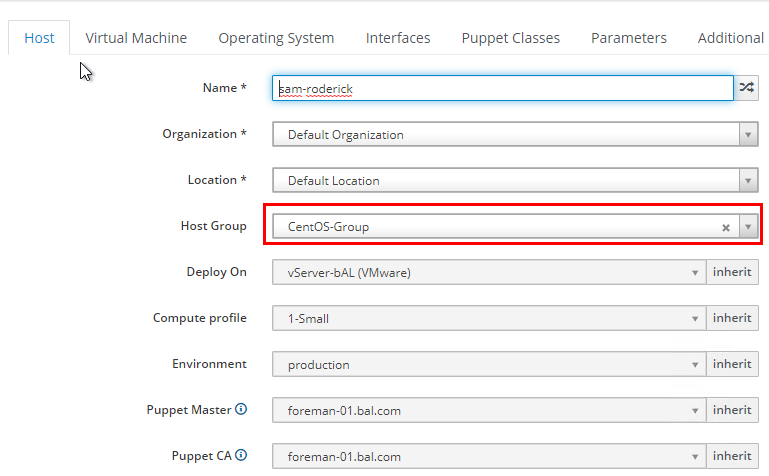 Host Virtual Machine Operating System Interfaces Puppet Classes Parameters Additional
Name * sam-roderick
Organization * Default Organization
Location * Default Location
Host Group CentOS-Group
Deploy On vServer-bAL (VMware) inherit
Compute profile 1-Small inherit
Environment production inherit
Puppet Master foreman-01.bal.com inherit
Puppet CA foreman-01.bal.com inherit